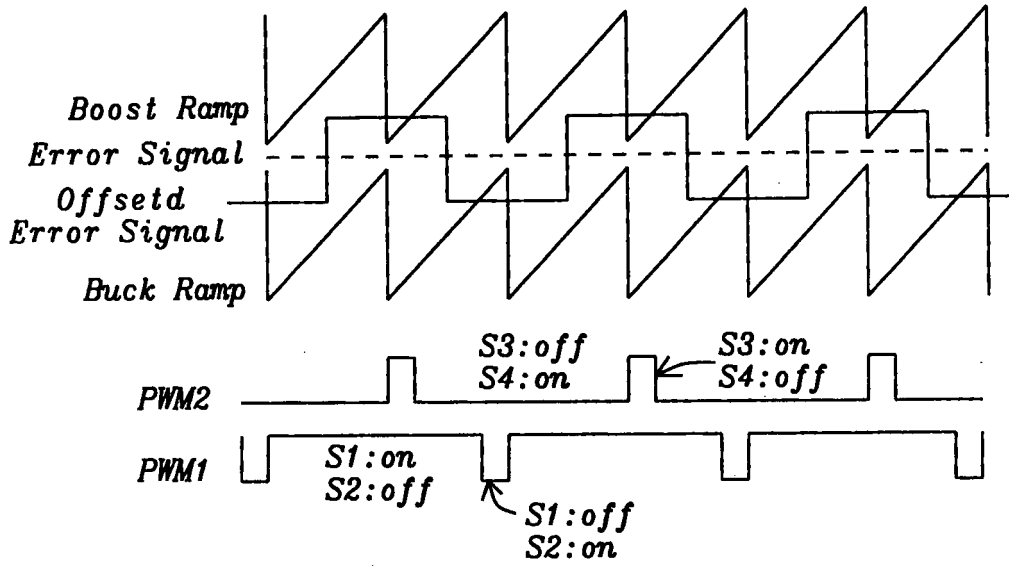 Boost Ramp
Error Signal
Offsetd
Error Signal
Buck Ramp
S3:off
S4:on
S3:on
S4:off
PWM2
PWM1
S1:on
S2:off
S1:off
S2:on